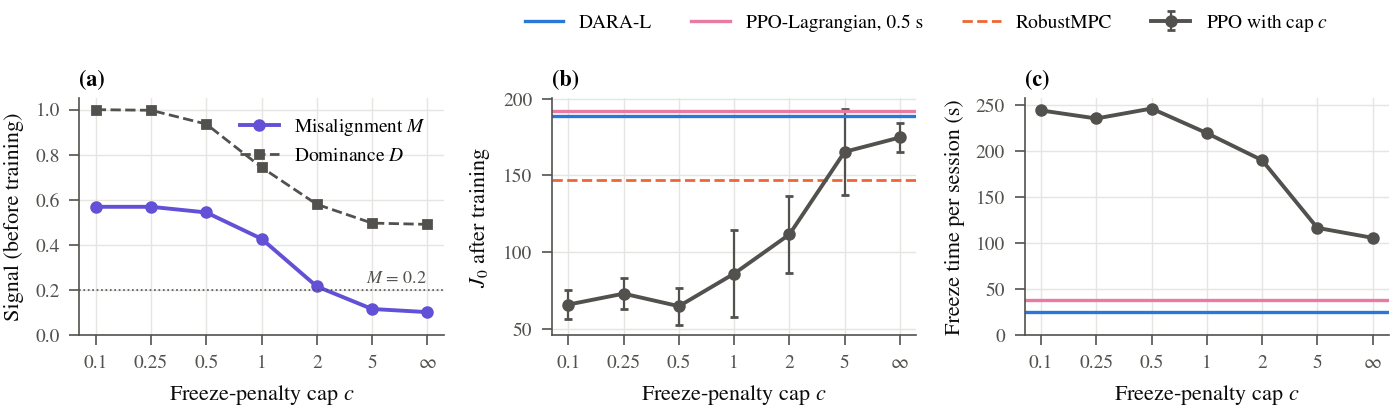 DARA-L PPO-Lagrangian, 0.5 s RobustMPC PPO with cap c
(a)
Signal (before training)
1.0
0.8
0.6
0.4
0.2
0.0
Misalignment M
Dominance D
M = 0.2
0.1 0.25 0.5 1 2 5 ∞
Freeze-penalty cap c
(b)
J₀ after training
200
150
100
50
0.1 0.25 0.5 1 2 5 ∞
Freeze-penalty cap c
(c)
Freeze time per session (s)
250
200
150
100
50
0
0.1 0.25 0.5 1 2 5 ∞
Freeze-penalty cap c